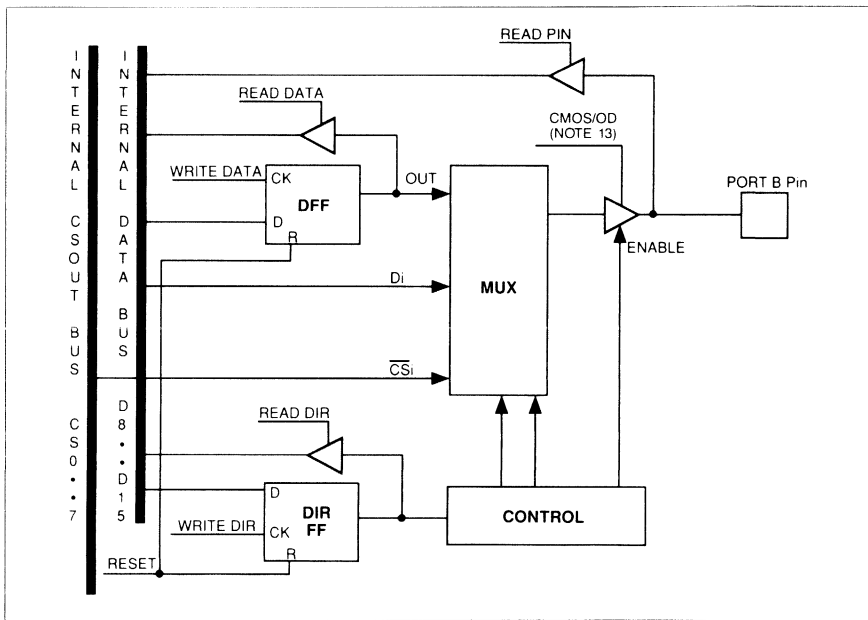 INTERNAL CSOUT BUS CS0••7
INTERNAL DATA BUS D8••D15
READ PIN
READ DATA
CMOS/OD
(NOTE 13)
WRITE DATA
CK
DFF
D
R
OUT
PORT B Pin
ENABLE
Di
MUX
C̅S̅i
READ DIR
D
DIR
FF
WRITE DIR
CK
R
CONTROL
RESET